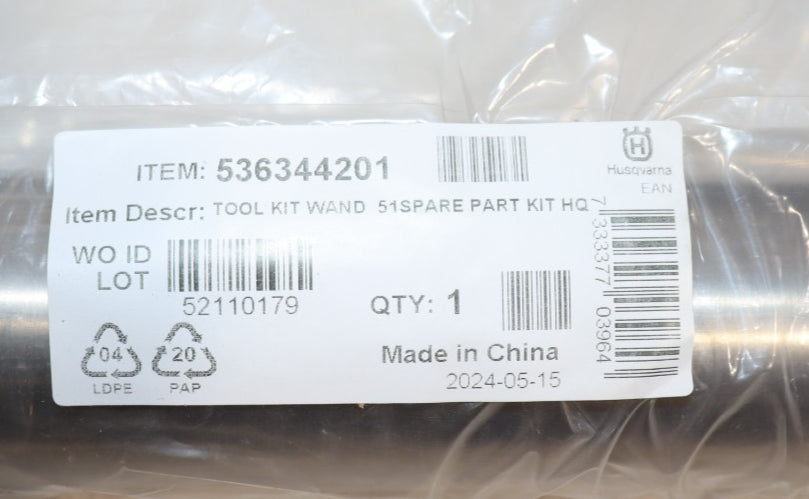 ITEM: 536344201
Husqvarna
EAN
Item Descr: TOOL KIT WAND 51SPARE PART KIT HQ
WO ID
LOT
52110179
QTY: 1
7 333377 03964
04
LDPE
20
PAP
Made in China
2024-05-15